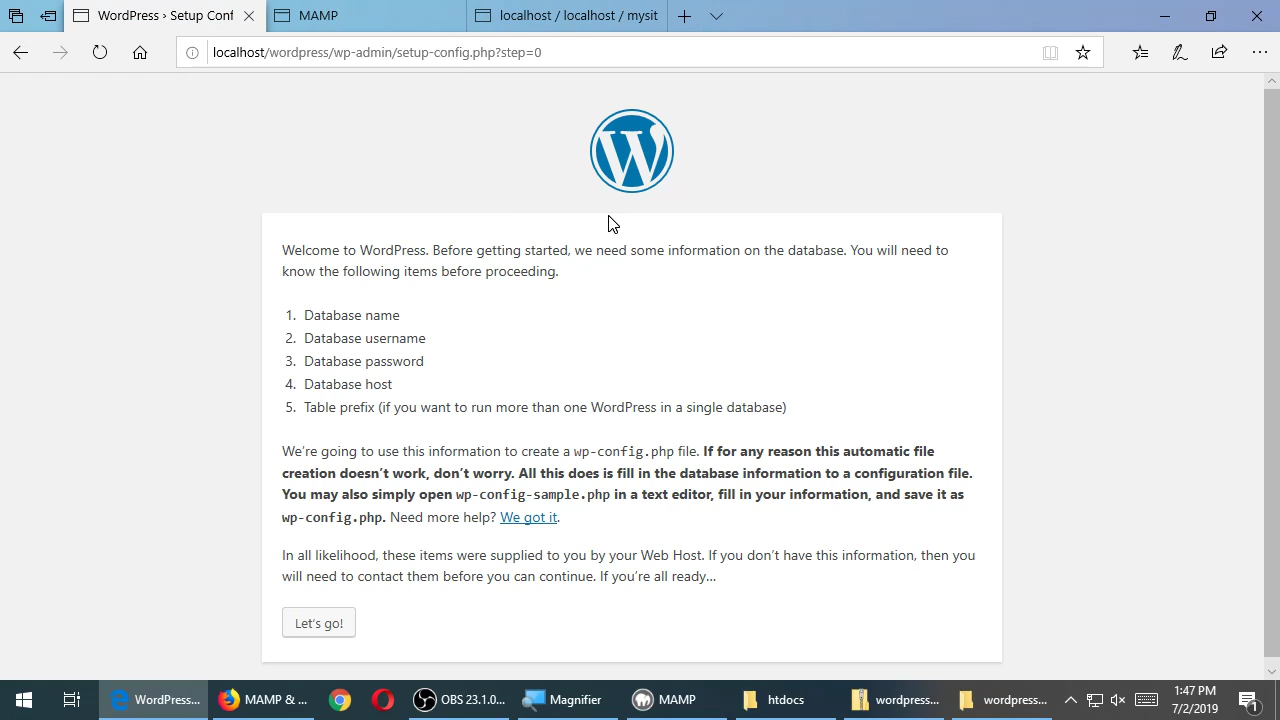 WordPress › Setup Conf
MAMP
localhost / localhost / mysit
localhost/wordpress/wp-admin/setup-config.php?step=0
W
Welcome to WordPress. Before getting started, we need some information on the database. You will need to
know the following items before proceeding.
1. Database name
2. Database username
3. Database password
4. Database host
5. Table prefix (if you want to run more than one WordPress in a single database)
We're going to use this information to create a wp-config.php file. If for any reason this automatic file
creation doesn't work, don't worry. All this does is fill in the database information to a configuration file.
You may also simply open wp-config-sample.php in a text editor, fill in your information, and save it as
wp-config.php. Need more help? We got it.
In all likelihood, these items were supplied to you by your Web Host. If you don't have this information, then you
will need to contact them before you can continue. If you're all ready...
Let's go!
WordPress...
MAMP & ...
OBS 23.1.0...
Magnifier
MAMP
htdocs
wordpress...
wordpress...
1:47 PM
7/2/2019
1